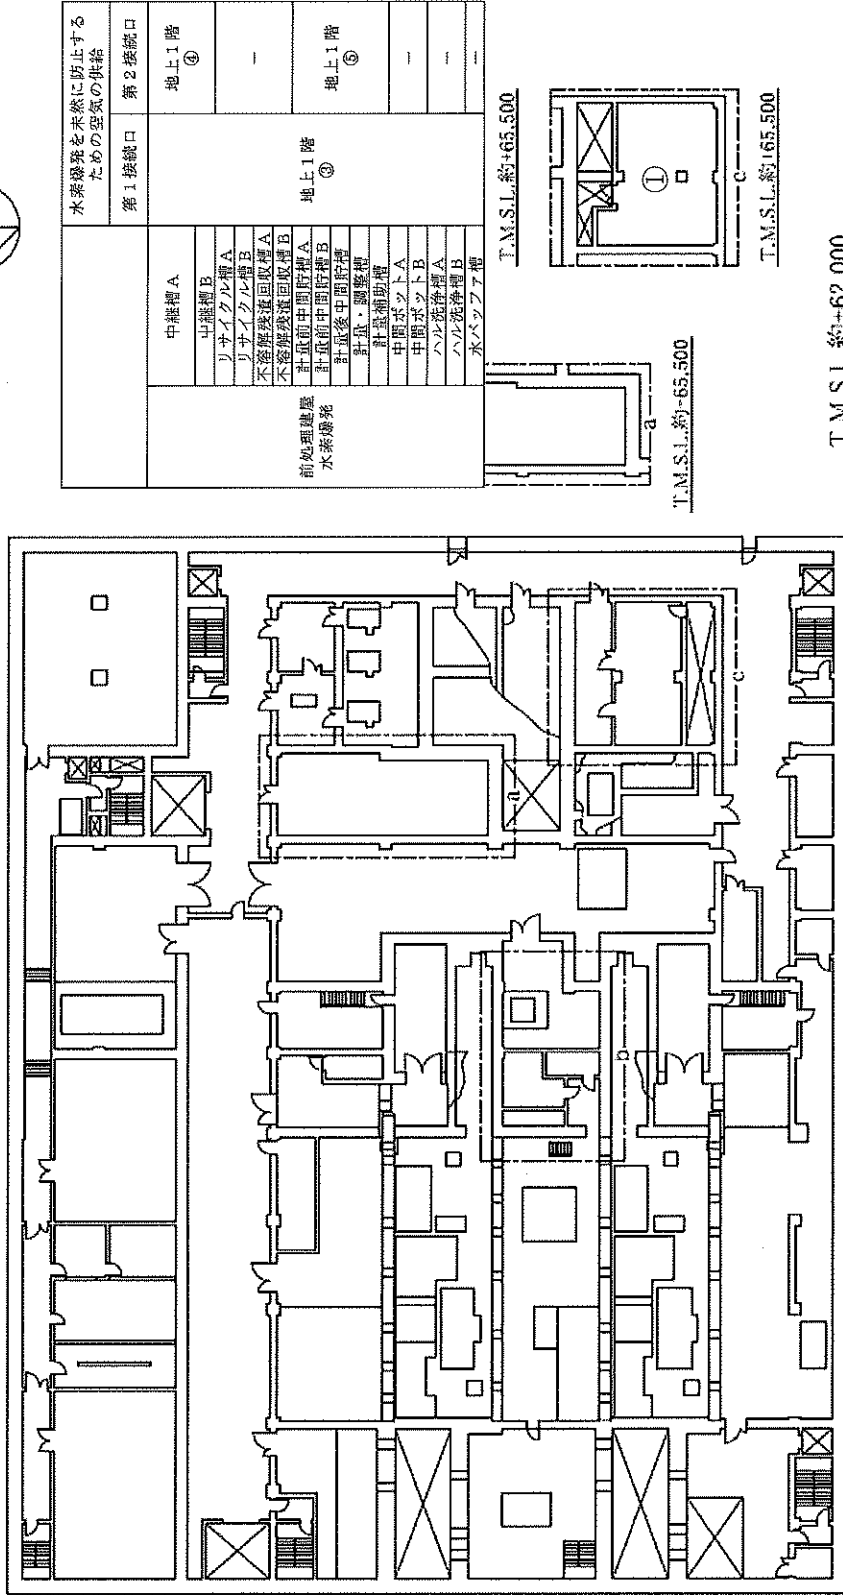 水素爆発を未然に防止する
ための空気の供給
第1接続口
第2接続口
前処理建屋
水素爆発
中継槽A
中継槽B
リサイクル槽A
リサイクル槽B
不溶解残渣回収槽A
不溶解残渣回収槽B
計量前中間貯槽A
計量前中間貯槽B
計量後中間貯槽
計量・調整槽
計量補助槽
中間ポットA
中間ポットB
ハル洗浄槽A
ハル洗浄槽B
水バッファ槽
地上1階
③
地上1階
④
－
地上1階
⑤
－
－
－
T.M.S.L.約+65,500
①
c
T.M.S.L.約+65,500
a
T.M.S.L.約+65,500
T.M.S.L.約+62,000
a
b
c